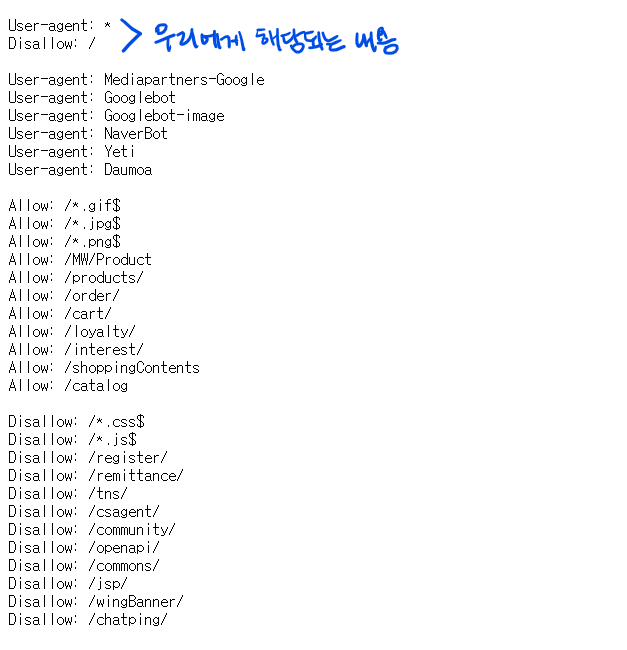 User-agent: *
Disallow: /
> 우리에게 해당되는 내용
User-agent: Mediapartners-Google
User-agent: Googlebot
User-agent: Googlebot-image
User-agent: NaverBot
User-agent: Yeti
User-agent: Daumoa
Allow: /*.gif$
Allow: /*.jpg$
Allow: /*.png$
Allow: /MW/Product
Allow: /products/
Allow: /order/
Allow: /cart/
Allow: /loyalty/
Allow: /interest/
Allow: /shoppingContents
Allow: /catalog
Disallow: /*.css$
Disallow: /*.js$
Disallow: /register/
Disallow: /remittance/
Disallow: /tns/
Disallow: /csagent/
Disallow: /community/
Disallow: /openapi/
Disallow: /commons/
Disallow: /jsp/
Disallow: /wingBanner/
Disallow: /chatping/